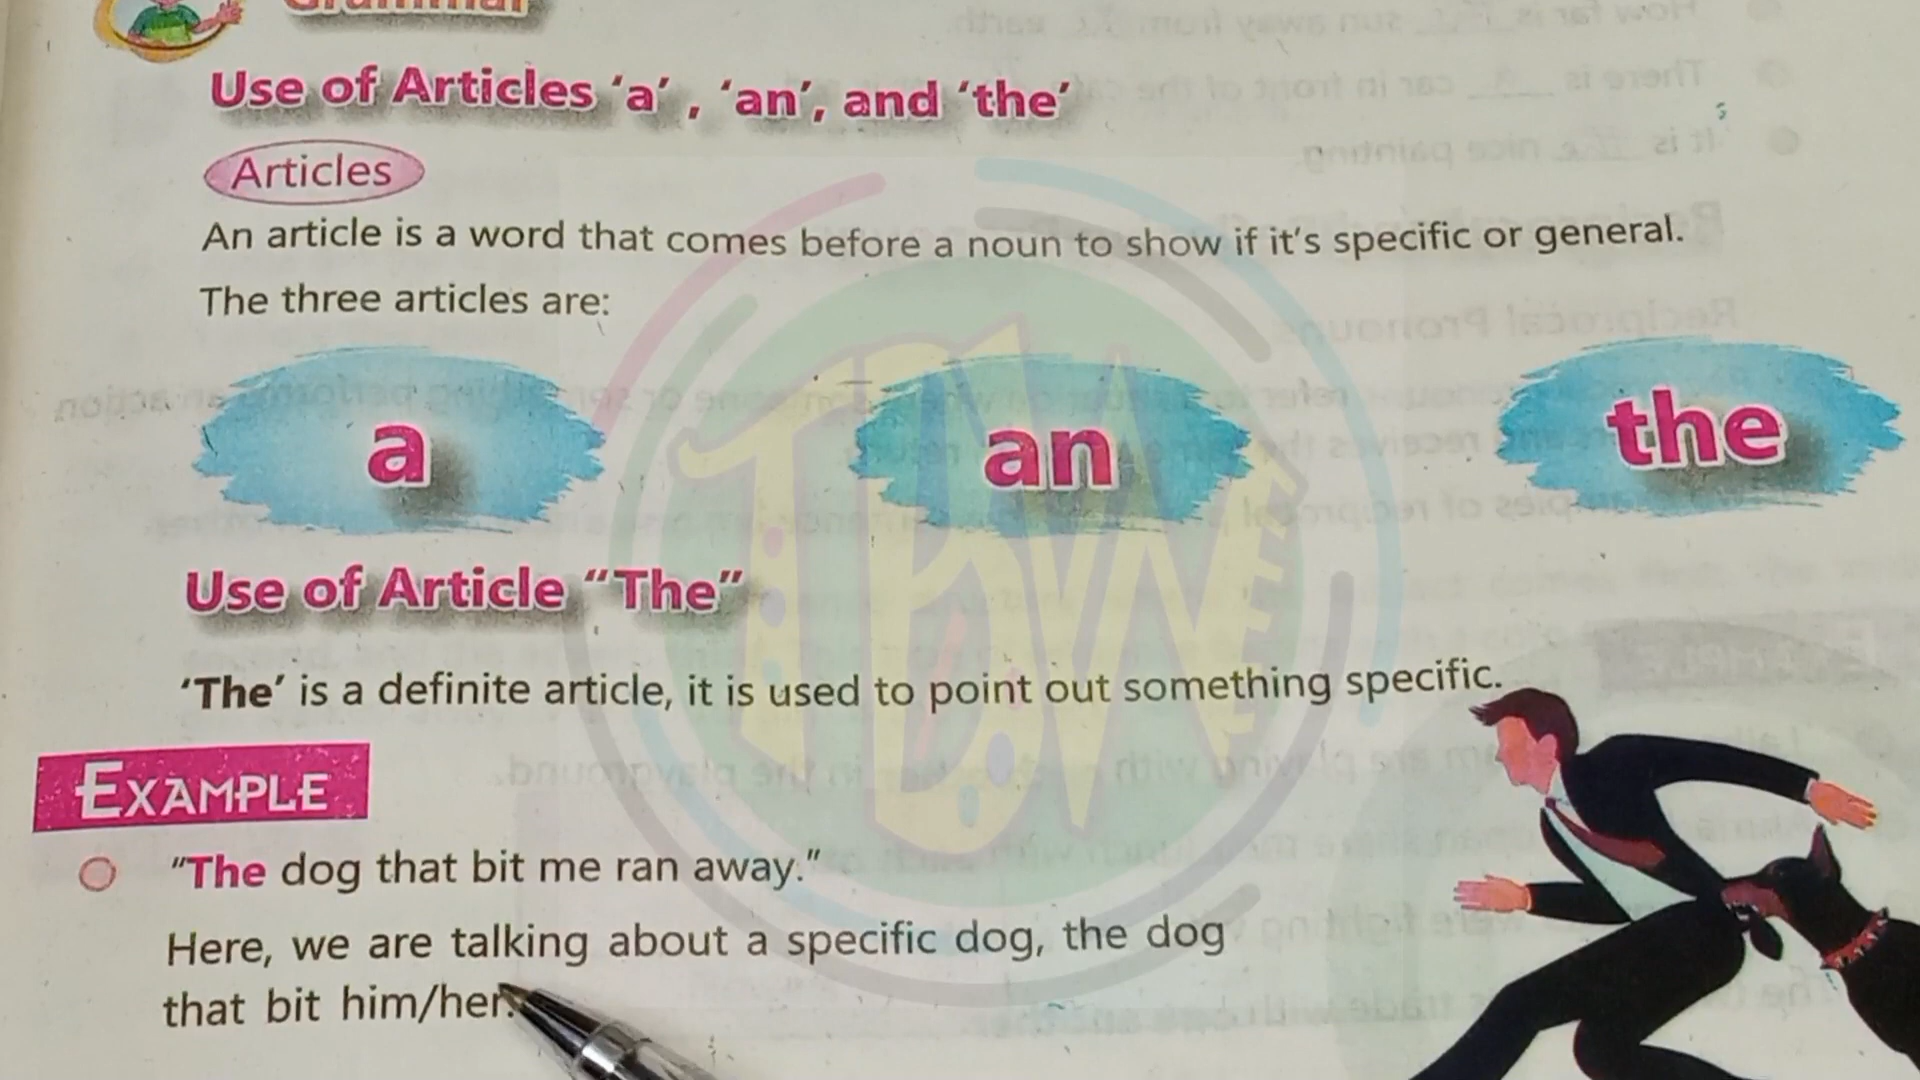 Grammar
Use of Articles ‘a’, ‘an’, and ‘the’
Articles
An article is a word that comes before a noun to show if it's specific or general.
The three articles are:
a an the
Use of Article “The”
‘The’ is a definite article, it is used to point out something specific.
EXAMPLE
“The dog that bit me ran away.”
Here, we are talking about a specific dog, the dog
that bit him/her.